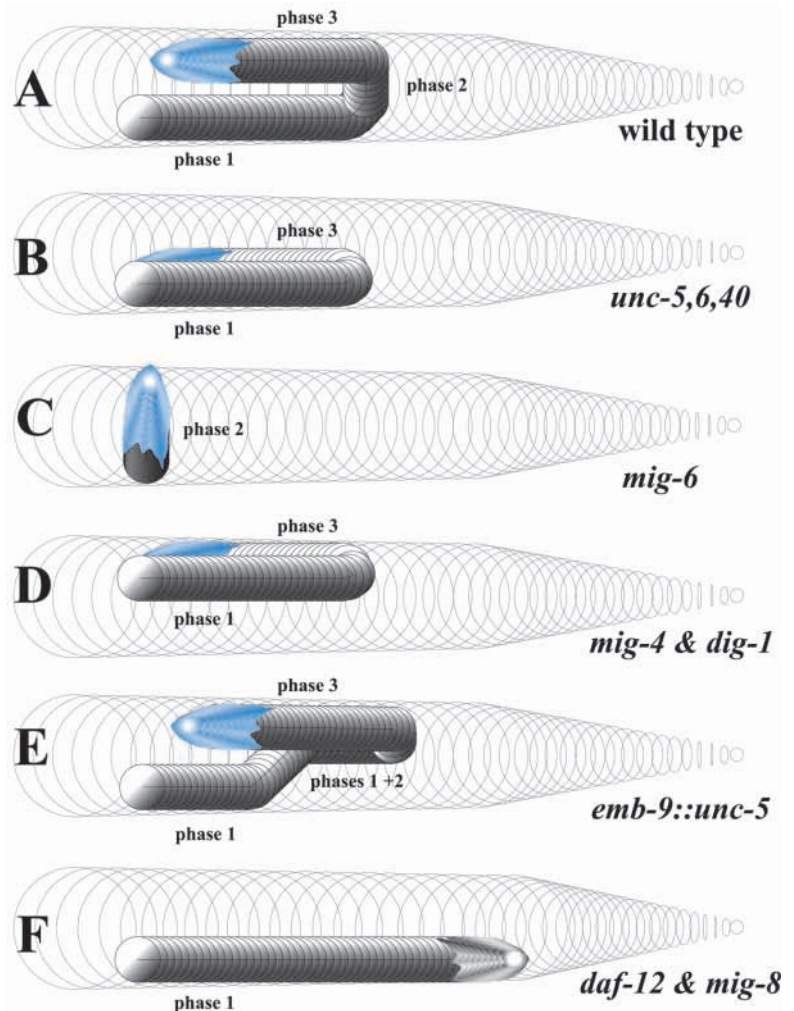 phase 3
A
phase 2
wild type
phase 1
phase 3
B
unc-5,6,40
phase 1
C
phase 2
mig-6
phase 3
D
phase 1
mig-4 & dig-1
phase 3
E
phases 1 +2
emb-9::unc-5
phase 1
F
daf-12 & mig-8
phase 1